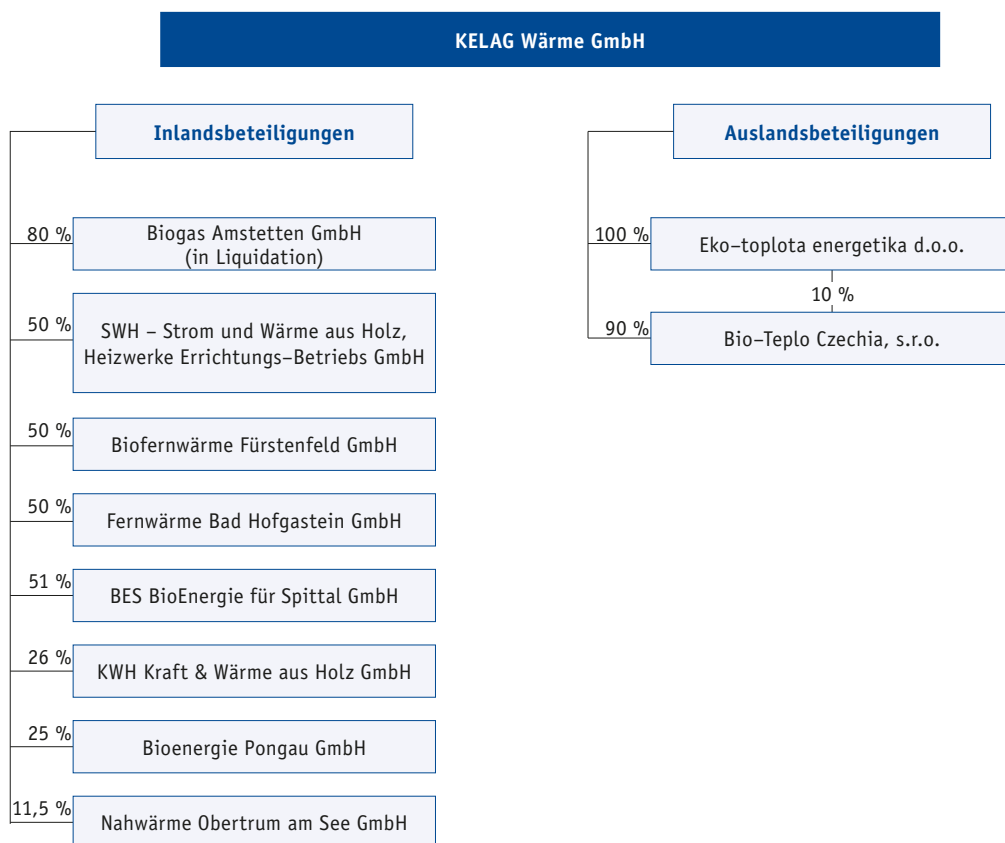 KELAG Wärme GmbH
Inlandsbeteiligungen
80 %
Biogas Amstetten GmbH
(in Liquidation)
50 %
SWH – Strom und Wärme aus Holz,
Heizwerke Errichtungs–Betriebs GmbH
50 %
Biofernwärme Fürstenfeld GmbH
50 %
Fernwärme Bad Hofgastein GmbH
51 %
BES BioEnergie für Spittal GmbH
26 %
KWH Kraft & Wärme aus Holz GmbH
25 %
Bioenergie Pongau GmbH
11,5 %
Nahwärme Obertrum am See GmbH
Auslandsbeteiligungen
100 %
Eko–toplota energetika d.o.o.
10 %
90 %
Bio–Teplo Czechia, s.r.o.